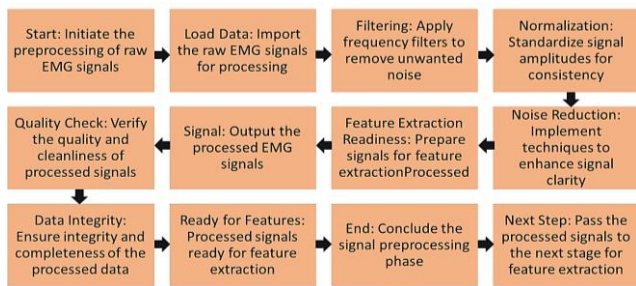 Start: Initiate the
preprocessing of raw
EMG signals
Load Data: Import
the raw EMG signals
for processing
Filtering: Apply
frequency filters to
remove unwanted
noise
Normalization:
Standardize signal
amplitudes for
consistency
Noise Reduction:
Implement
techniques to
enhance signal
clarity
Feature Extraction
Readiness: Prepare
signals for feature
extractionProcessed
Signal: Output the
processed EMG
signals
Quality Check: Verify
the quality and
cleanliness of
processed signals
Data Integrity:
Ensure integrity and
completeness of the
processed data
Ready for Features:
Processed signals
ready for feature
extraction
End: Conclude the
signal preprocessing
phase
Next Step: Pass the
processed signals to
the next stage for
feature extraction